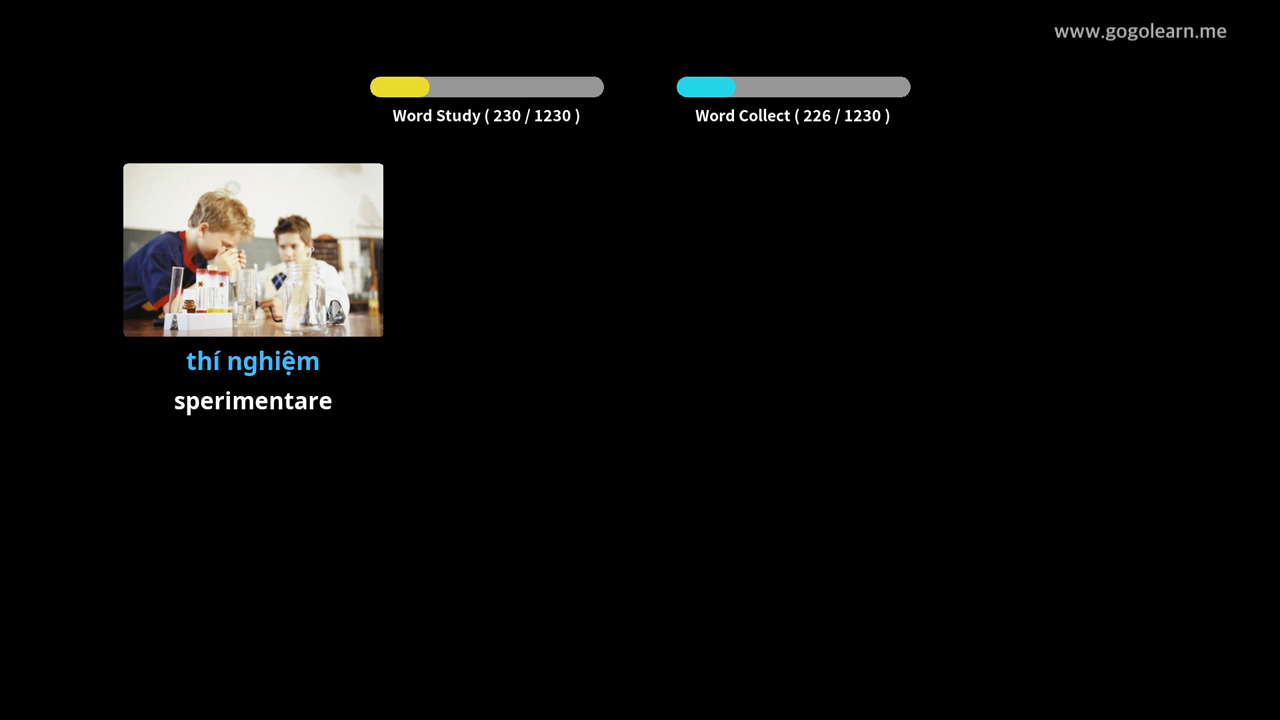 www.gogolearn.me
Word Study ( 230 / 1230 )
Word Collect ( 226 / 1230 )
thí nghiệm
sperimentare